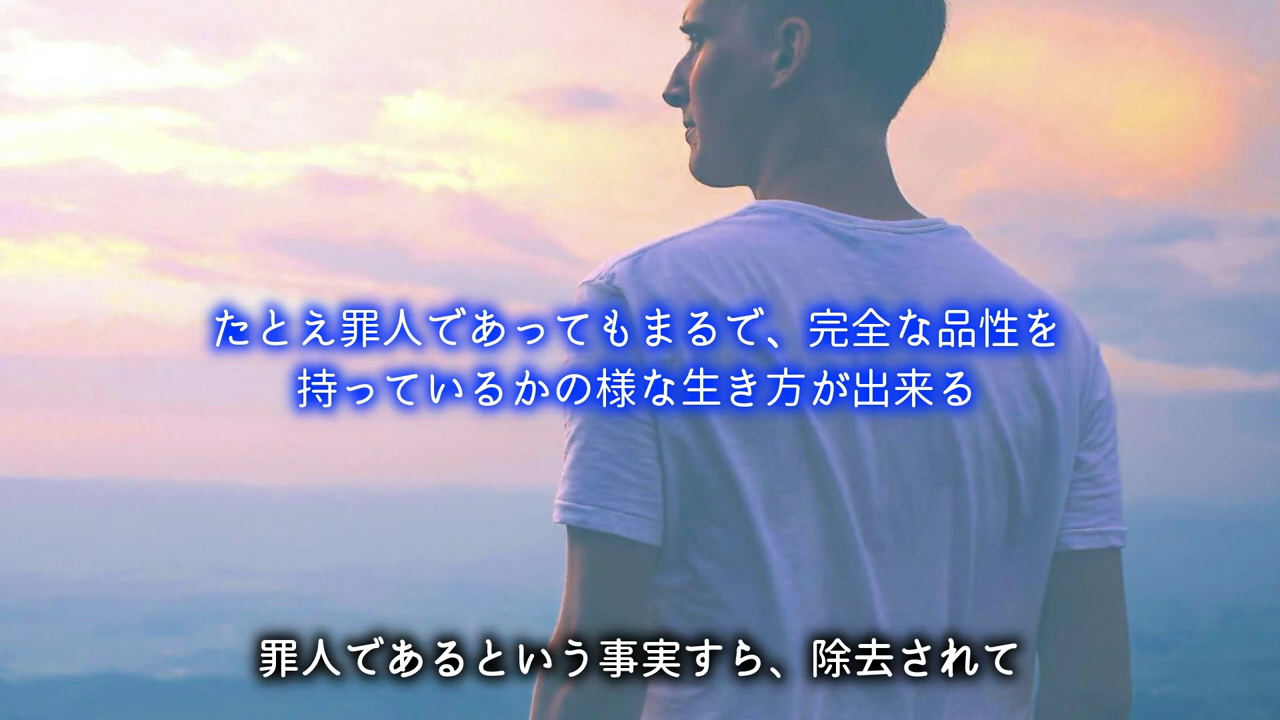 たとえ罪人であってもまるで、完全な品性を
持っているかの様な生き方が出来る
罪人であるという事実すら、除去されて